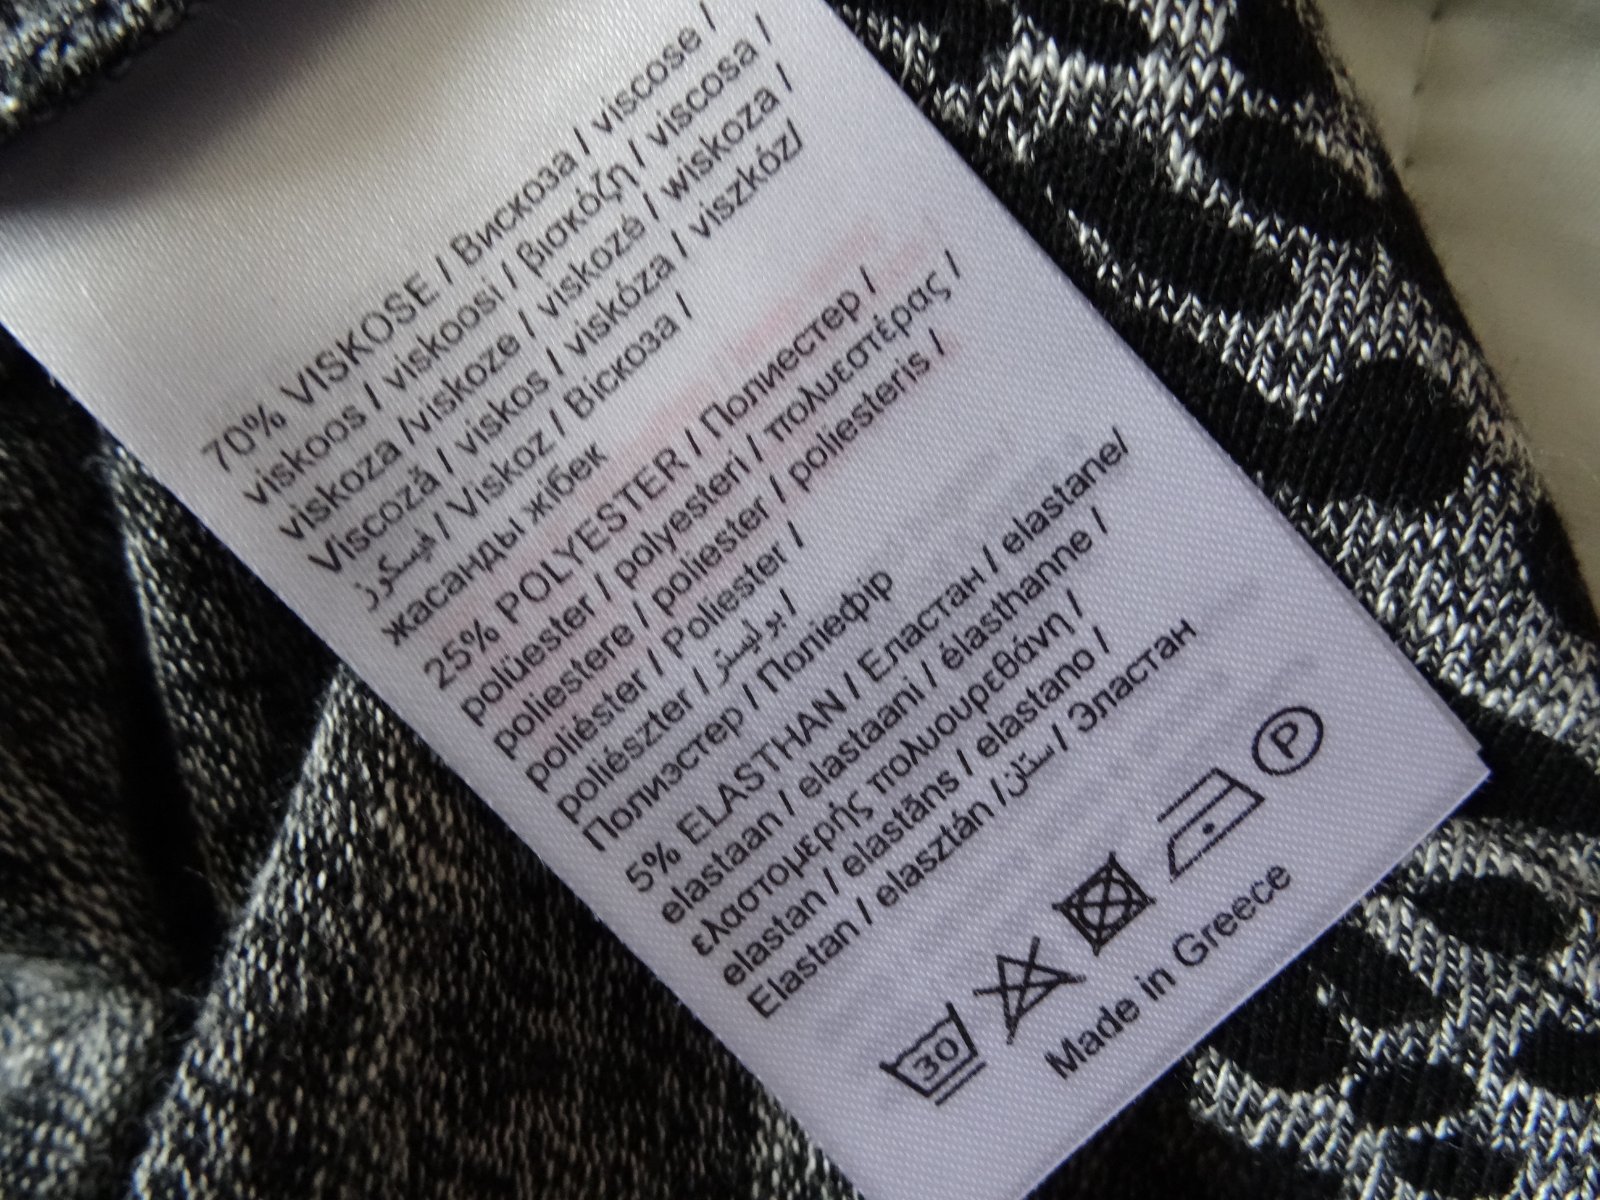 70% VISKOSE / Вискоза / viscose /
viskoos / viskoosi / βισκόζη / viscosa /
viskoza /viskoze / viskozė / wiskoza /
Viscoză / viskos / viskóza / viszkóz/
فيسكوز / Viskoz / Віскоза /
жасанды жібек
25% POLYESTER / Полиестер /
polüester / polyesteri / πολυεστέρας /
poliestere / poliester / poliesteris /
poliéster / Poliester /
poliészter / بوليستر /
Полиэстер / Поліефір
5% ELASTHAN / Еластан / elastane/
elastaan / elastaani / élasthanne /
ελαστομερής πολυουρεθάνη /
elastan / elastāns / elastano /
Elastan / elasztán /ستان / Эластан
30 P
Made in Greece